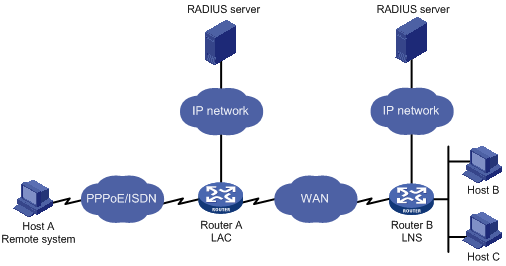 RADIUS server
RADIUS server
IP network
IP network
PPPoE/ISDN
ROUTER
WAN
ROUTER
Host B
Host A
Remote system
Router A
LAC
Router B
LNS
Host C